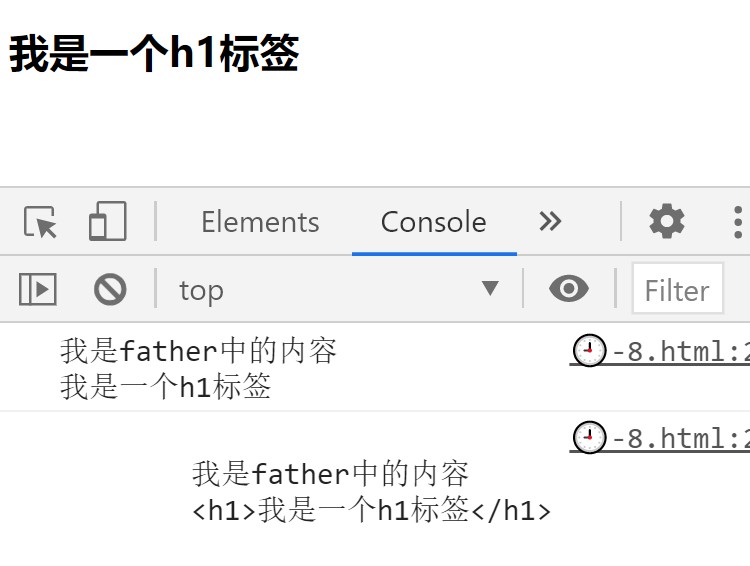 我是一个h1标签
Elements Console
top Filter
我是father中的内容 -8.html:2
我是一个h1标签
-8.html:2
我是father中的内容
<h1>我是一个h1标签</h1>